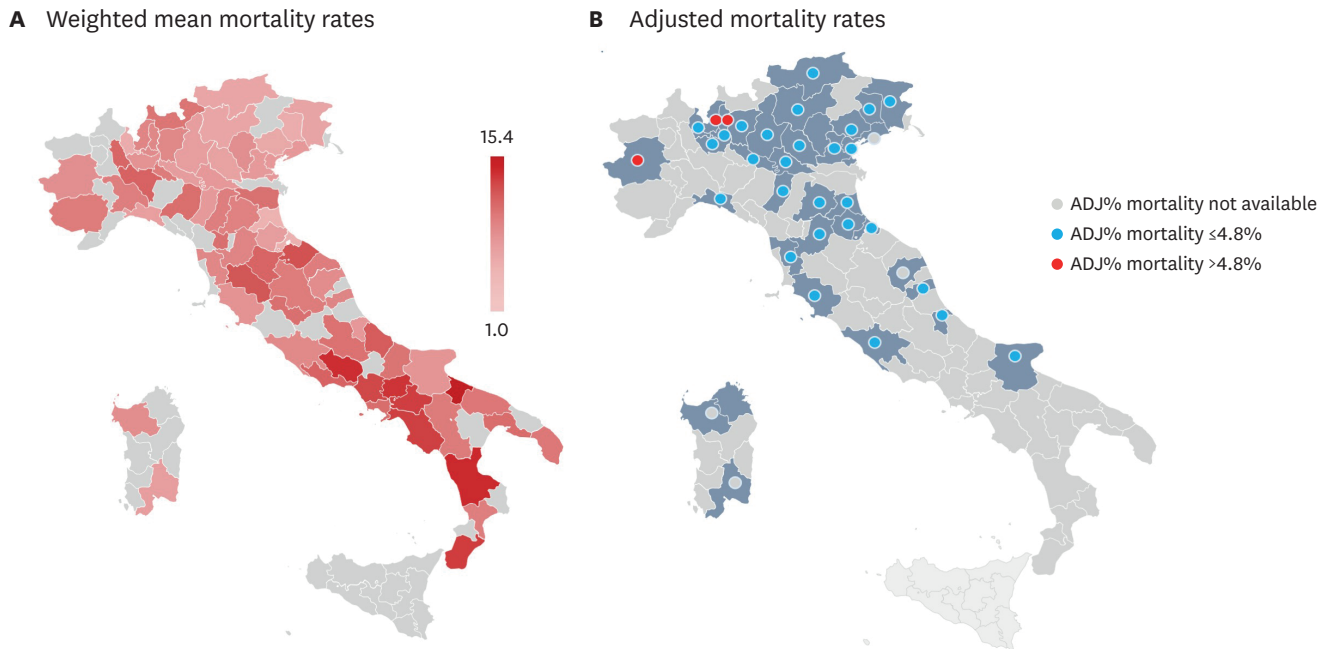 A Weighted mean mortality rates
B Adjusted mortality rates
15.4
1.0
ADJ% mortality not available
ADJ% mortality ≤4.8%
ADJ% mortality >4.8%